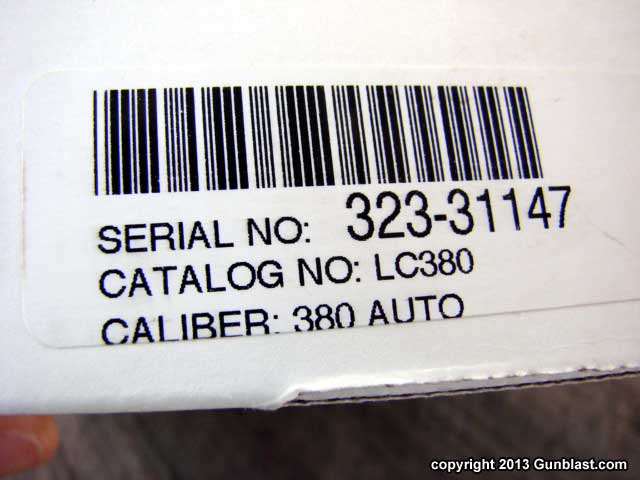 SERIAL NO: 323-31147
CATALOG NO: LC380
CALIBER: 380 AUTO
copyright 2013 Gunblast.com